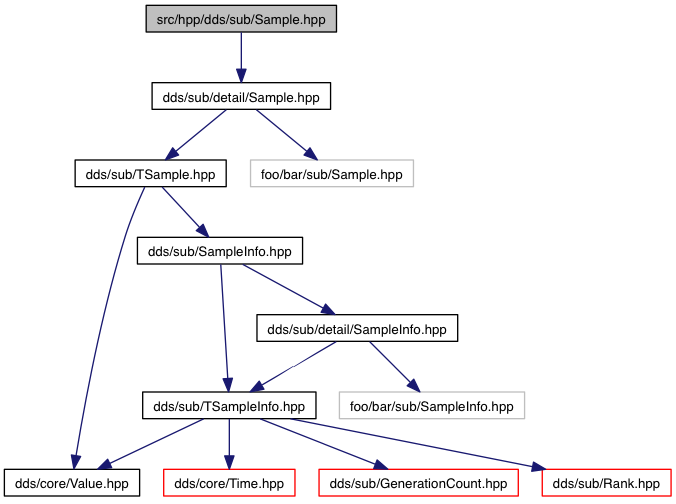 src/hpp/dds/sub/Sample.hpp
dds/sub/detail/Sample.hpp
dds/sub/TSample.hpp
foo/bar/sub/Sample.hpp
dds/sub/SampleInfo.hpp
dds/sub/detail/SampleInfo.hpp
dds/sub/TSampleInfo.hpp
foo/bar/sub/SampleInfo.hpp
dds/core/Value.hpp
dds/core/Time.hpp
dds/sub/GenerationCount.hpp
dds/sub/Rank.hpp